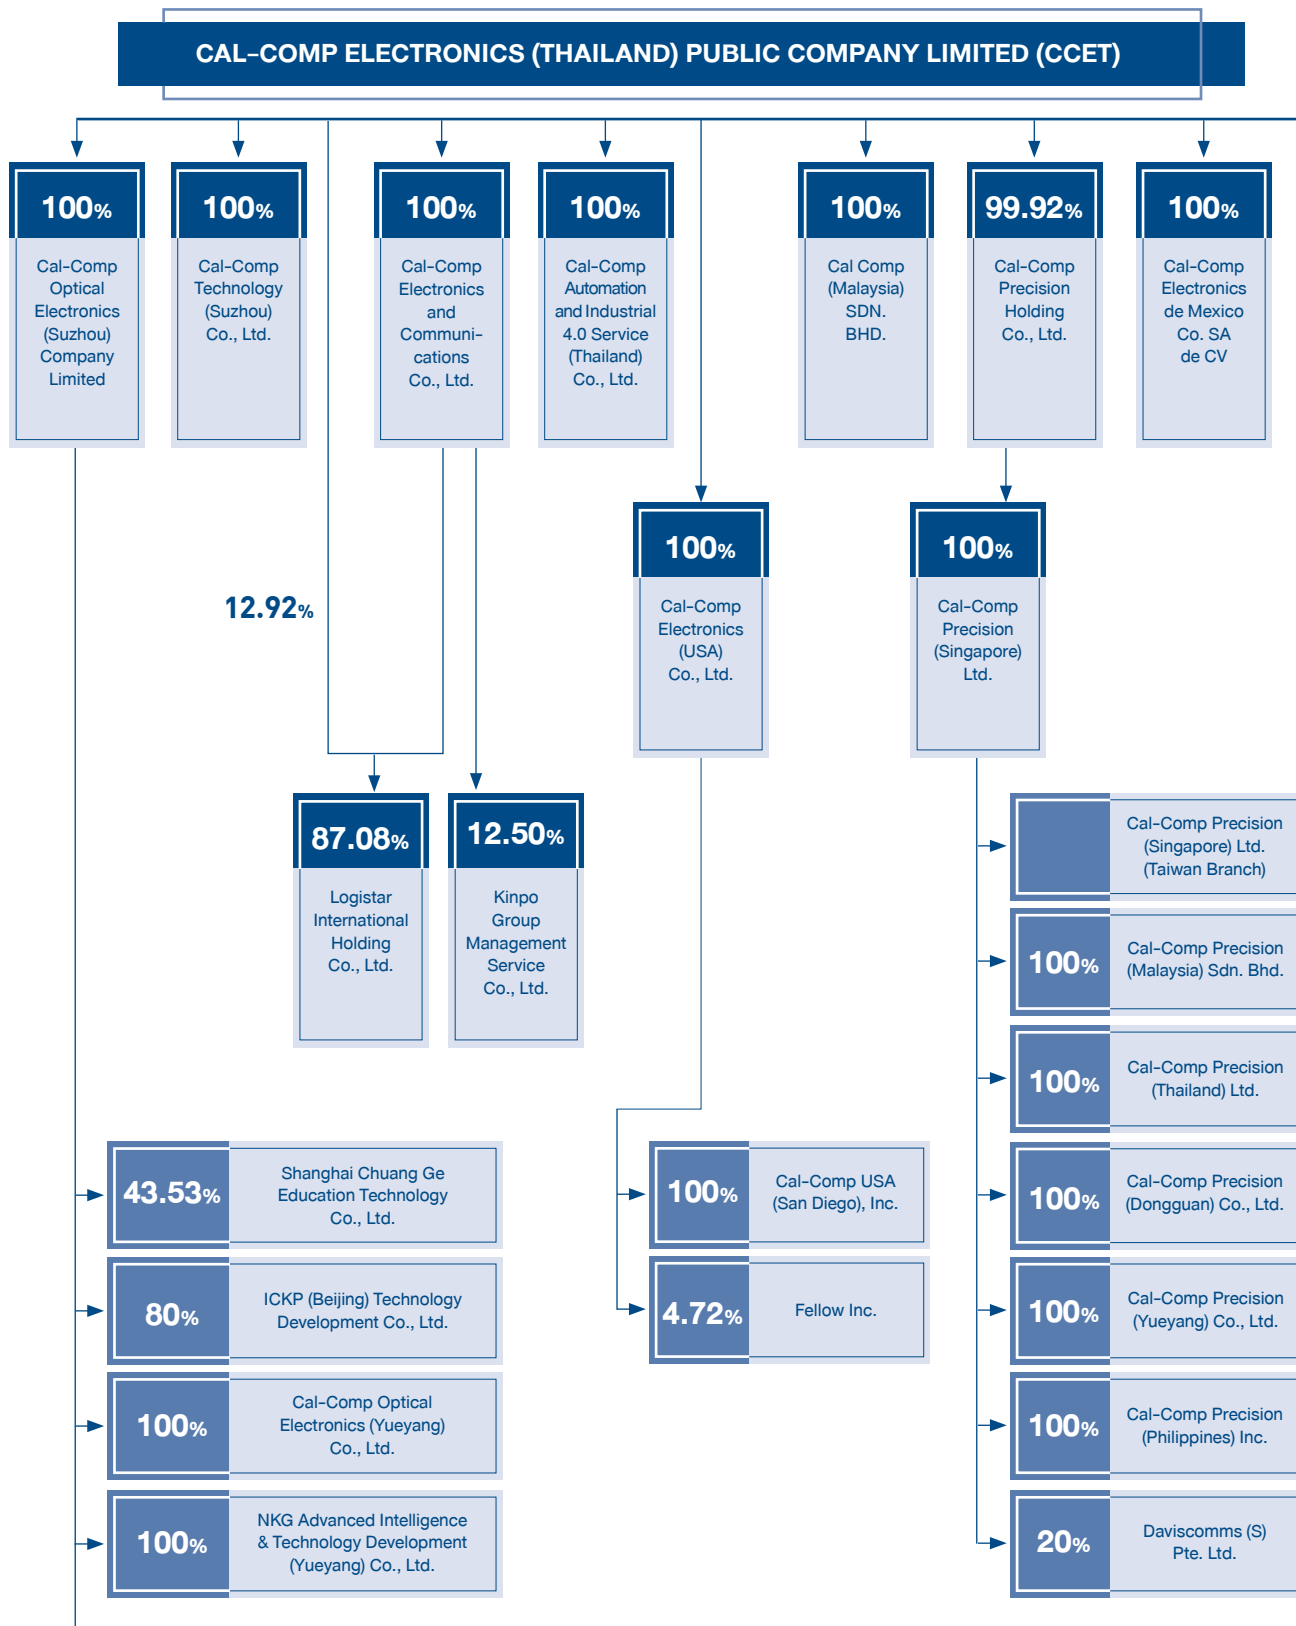 CAL-COMP ELECTRONICS (THAILAND) PUBLIC COMPANY LIMITED (CCET)
100%
Cal-Comp
Optical
Electronics
(Suzhou)
Company
Limited
100%
Cal-Comp
Technology
(Suzhou)
Co., Ltd.
100%
Cal-Comp
Electronics
and
Communi-
cations
Co., Ltd.
100%
Cal-Comp
Automation
and Industrial
4.0 Service
(Thailand)
Co., Ltd.
100%
Cal Comp
(Malaysia)
SDN.
BHD.
99.92%
Cal-Comp
Precision
Holding
Co., Ltd.
100%
Cal-Comp
Electronics
de Mexico
Co. SA
de CV
12.92%
100%
Cal-Comp
Electronics
(USA)
Co., Ltd.
100%
Cal-Comp
Precision
(Singapore)
Ltd.
87.08%
Logistar
International
Holding
Co., Ltd.
12.50%
Kinpo
Group
Management
Service
Co., Ltd.
Cal-Comp Precision
(Singapore) Ltd.
(Taiwan Branch)
100%
Cal-Comp Precision
(Malaysia) Sdn. Bhd.
100%
Cal-Comp Precision
(Thailand) Ltd.
100%
Cal-Comp Precision
(Dongguan) Co., Ltd.
100%
Cal-Comp Precision
(Yueyang) Co., Ltd.
100%
Cal-Comp Precision
(Philippines) Inc.
20%
Daviscomms (S)
Pte. Ltd.
43.53%
Shanghai Chuang Ge
Education Technology
Co., Ltd.
80%
ICKP (Beijing) Technology
Development Co., Ltd.
100%
Cal-Comp Optical
Electronics (Yueyang)
Co., Ltd.
100%
NKG Advanced Intelligence
& Technology Development
(Yueyang) Co., Ltd.
100%
Cal-Comp USA
(San Diego), Inc.
4.72%
Fellow Inc.